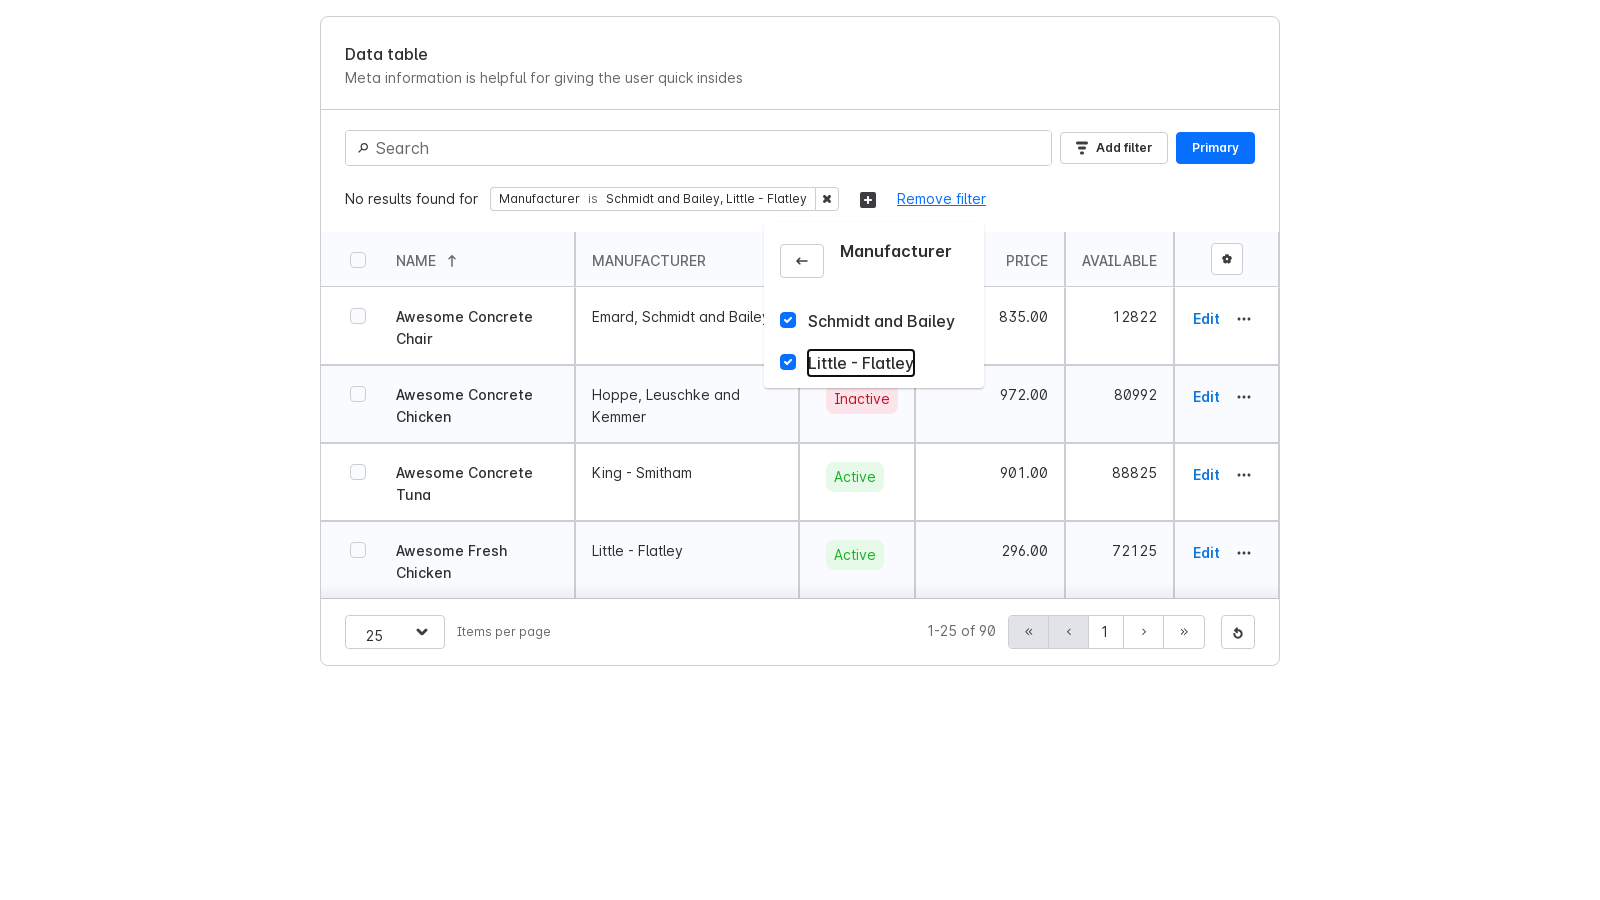 Data table
Meta information is helpful for giving the user quick insides
Search
Add filter
Primary
No results found for
Manufacturer is Schmidt and Bailey, Little - Flatley
Remove filter
NAME
MANUFACTURER
PRICE
AVAILABLE
Manufacturer
Schmidt and Bailey
Little - Flatley
Awesome Concrete
Chair
Emard, Schmidt and Bailey
835.00
12822
Edit
Awesome Concrete
Chicken
Hoppe, Leuschke and
Kemmer
Inactive
972.00
80992
Edit
Awesome Concrete
Tuna
King - Smitham
Active
901.00
88825
Edit
Awesome Fresh
Chicken
Little - Flatley
Active
296.00
72125
Edit
25
Items per page
1-25 of 90
«
‹
1
›
»